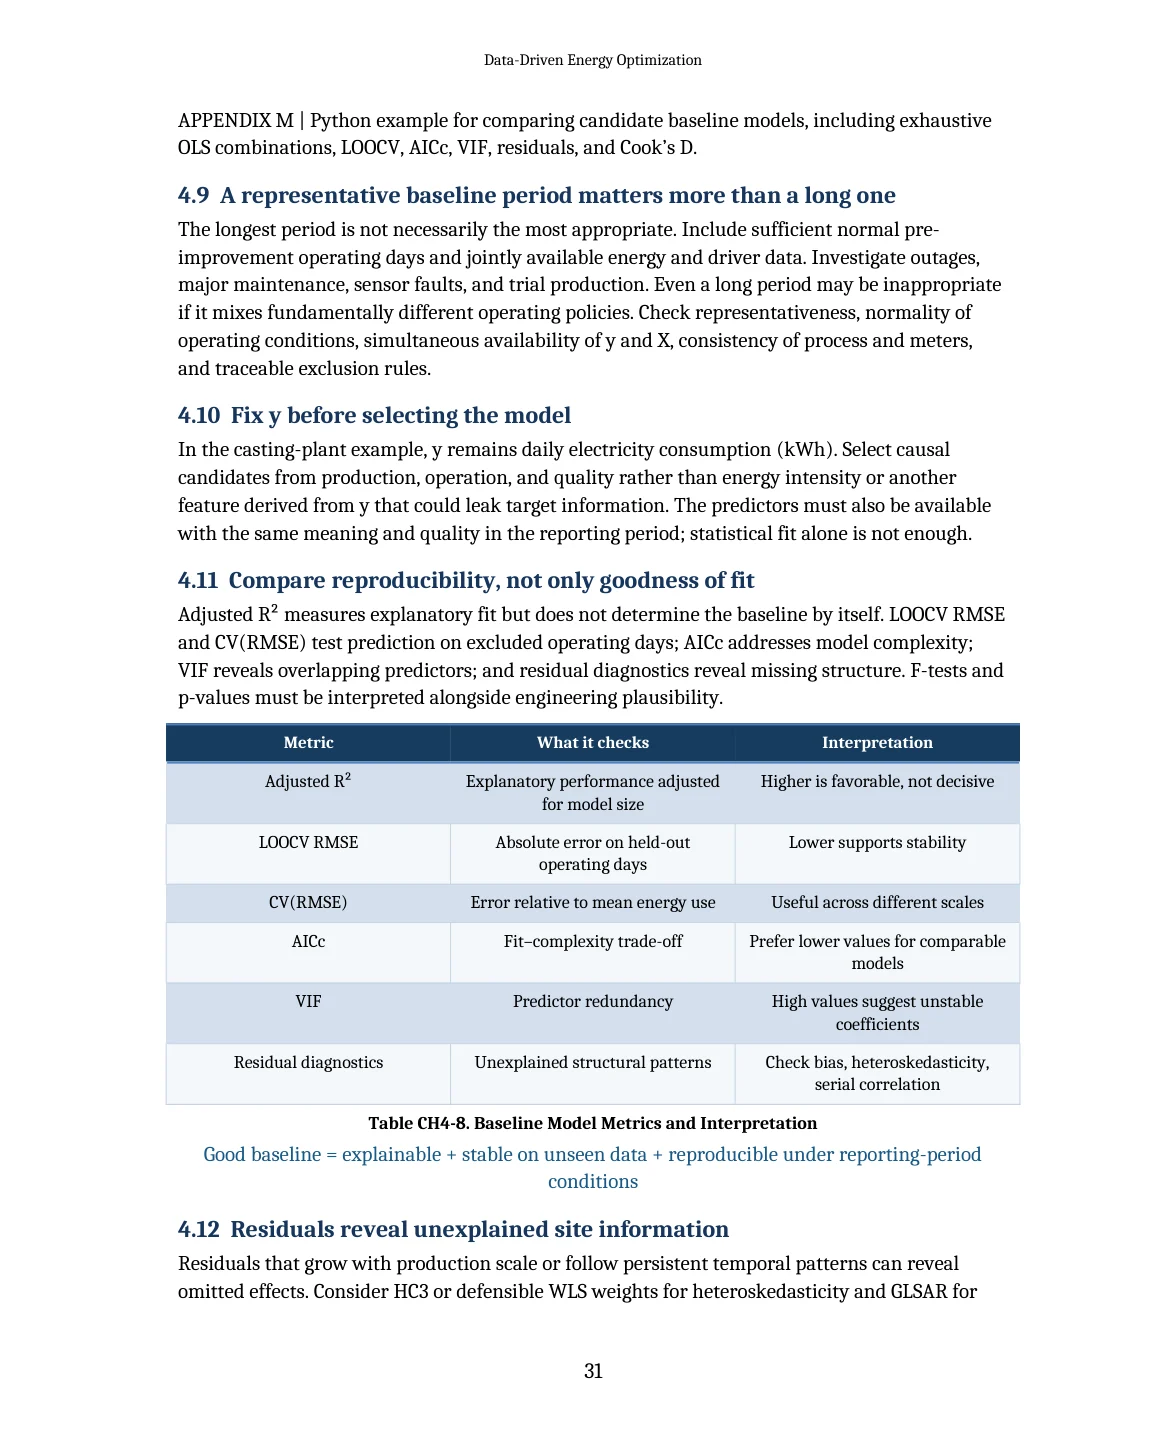 Data-Driven Energy Optimization
APPENDIX M | Python example for comparing candidate baseline models, including exhaustive
OLS combinations, LOOCV, AICc, VIF, residuals, and Cook’s D.
4.9 A representative baseline period matters more than a long one
The longest period is not necessarily the most appropriate. Include sufficient normal pre-
improvement operating days and jointly available energy and driver data. Investigate outages,
major maintenance, sensor faults, and trial production. Even a long period may be inappropriate
if it mixes fundamentally different operating policies. Check representativeness, normality of
operating conditions, simultaneous availability of y and X, consistency of process and meters,
and traceable exclusion rules.
4.10 Fix y before selecting the model
In the casting-plant example, y remains daily electricity consumption (kWh). Select causal
candidates from production, operation, and quality rather than energy intensity or another
feature derived from y that could leak target information. The predictors must also be available
with the same meaning and quality in the reporting period; statistical fit alone is not enough.
4.11 Compare reproducibility, not only goodness of fit
Adjusted R² measures explanatory fit but does not determine the baseline by itself. LOOCV RMSE
and CV(RMSE) test prediction on excluded operating days; AICc addresses model complexity;
VIF reveals overlapping predictors; and residual diagnostics reveal missing structure. F-tests and
p-values must be interpreted alongside engineering plausibility.
Metric What it checks Interpretation
Adjusted R² Explanatory performance adjusted Higher is favorable, not decisive
for model size
LOOCV RMSE Absolute error on held-out Lower supports stability
operating days
CV(RMSE) Error relative to mean energy use Useful across different scales
AICc Fit–complexity trade-off Prefer lower values for comparable
models
VIF Predictor redundancy High values suggest unstable
coefficients
Residual diagnostics Unexplained structural patterns Check bias, heteroskedasticity,
serial correlation
Table CH4-8. Baseline Model Metrics and Interpretation
Good baseline = explainable + stable on unseen data + reproducible under reporting-period
conditions
4.12 Residuals reveal unexplained site information
Residuals that grow with production scale or follow persistent temporal patterns can reveal
omitted effects. Consider HC3 or defensible WLS weights for heteroskedasticity and GLSAR for
31